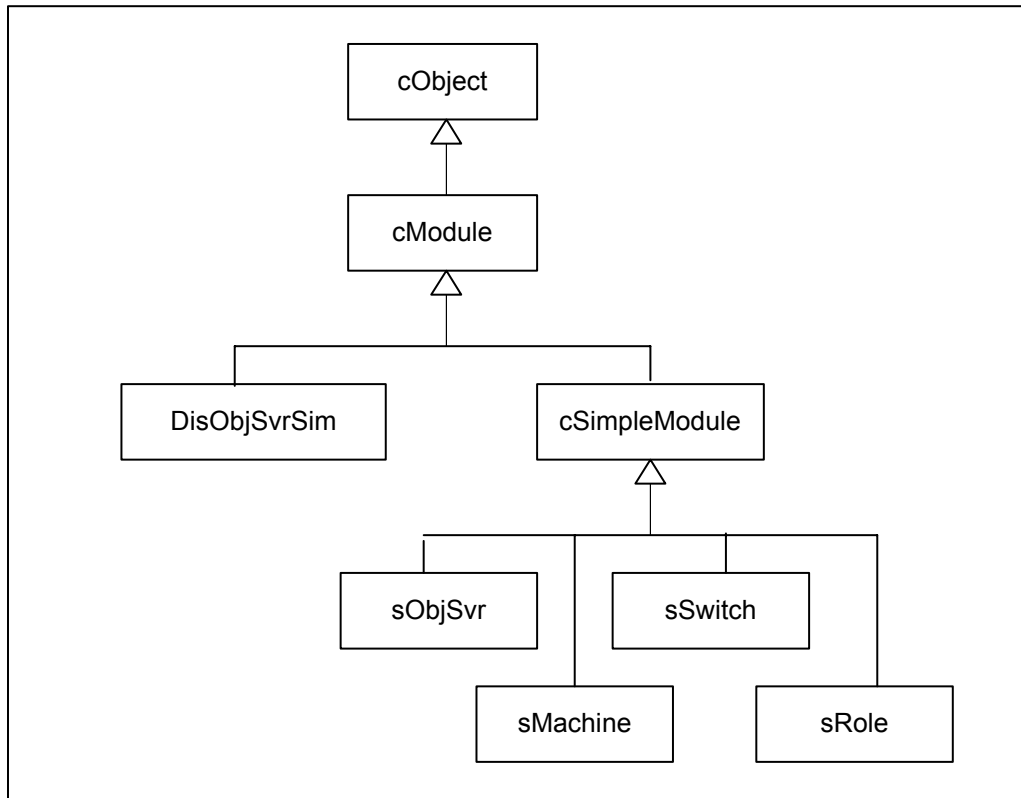 cObject
cModule
DisObjSvrSim
cSimpleModule
sObjSvr
sSwitch
sMachine
sRole